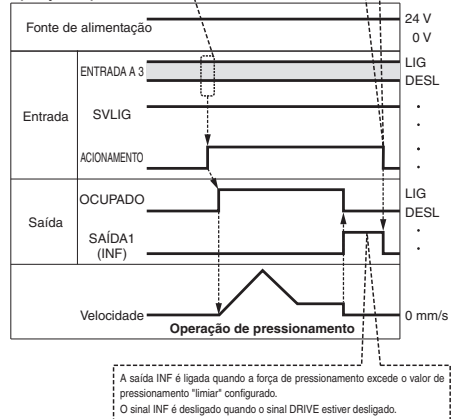 Fonte de alimentação
24 V
0 V
Entrada
ENTRADA A 3
LIG
DESL
SVLIG
ACIONAMENTO
Saída
OCUPADO
LIG
DESL
SAÍDA1
(INF)
Velocidade
0 mm/s
Operação de pressionamento
A saída INF é ligada quando a força de pressionamento excede o valor de
pressionamento "limiar" configurado.
O sinal INF é desligado quando o sinal DRIVE estiver desligado.